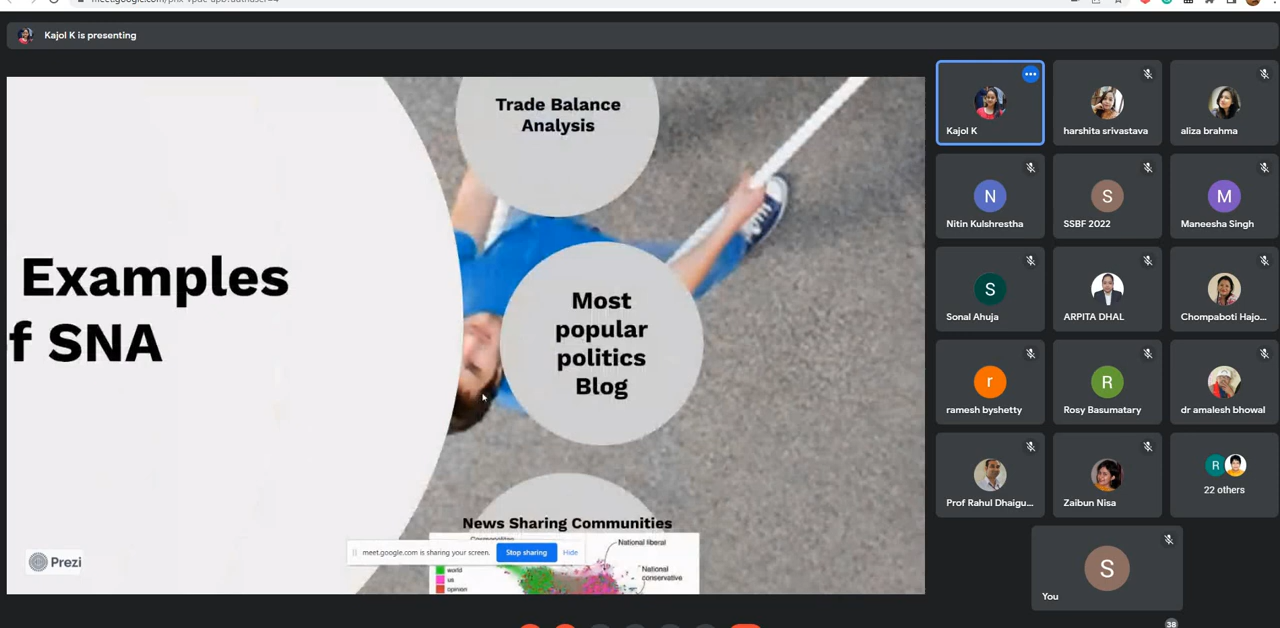 Kajol K is presenting
Trade Balance
Analysis
Examples
f SNA
Most
popular
politics
Blog
News Sharing Communities
meet.google.com is sharing your screen.
Stop sharing
Hide
National liberal
National
conservative
world
us
opinion
Prezi
Kajol K
harshita srivastava
aliza brahma
N
Nitin Kulshrestha
S
SSBF 2022
M
Maneesha Singh
S
Sonal Ahuja
ARPITA DHAL
Chompaboti Hajo...
r
ramesh byshetty
R
Rosy Basumatary
dr amalesh bhowal
Prof Rahul Dhaigu...
Zaibun Nisa
R
22 others
S
You
38